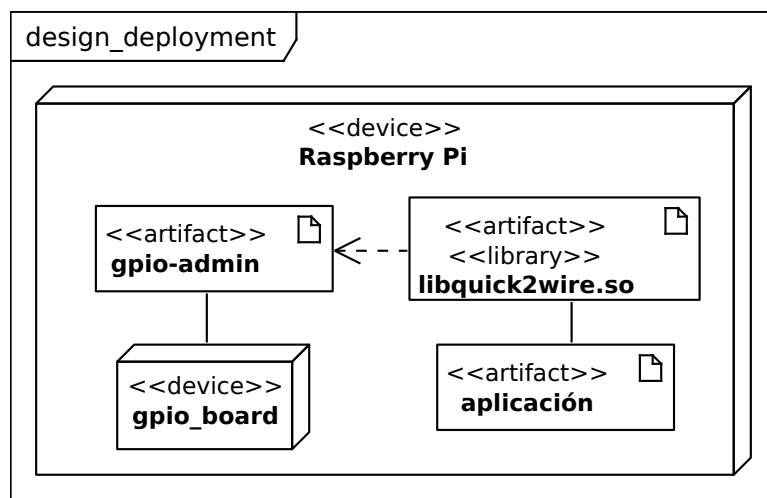 design_deployment
<<device>>
Raspberry Pi
<<artifact>>
gpio-admin
<<artifact>>
<<library>>
libquick2wire.so
<<device>>
gpio_board
<<artifact>>
aplicación